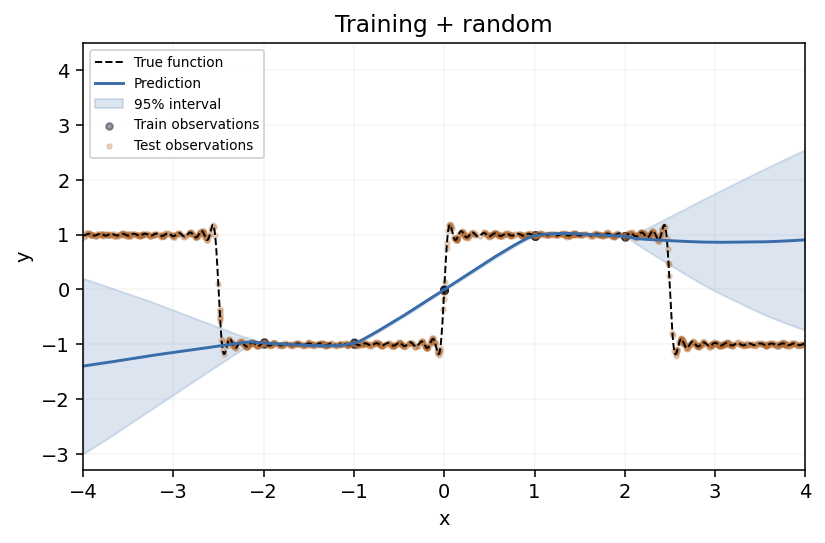 Training + random
True function
Prediction
95% interval
Train observations
Test observations
4
3
2
1
0
−1
−2
−3
y
−4 −3 −2 −1 0 1 2 3 4
x